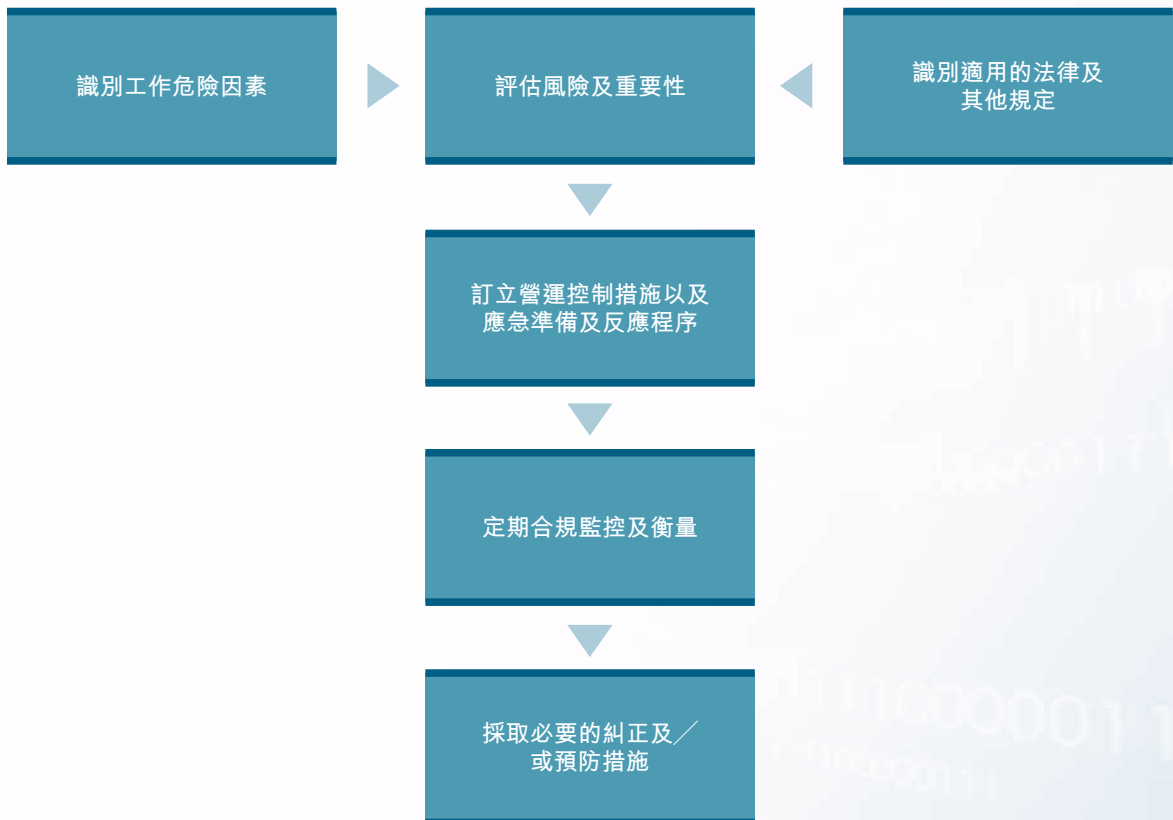 識別工作危險因素
評估風險及重要性
識別適用的法律及
其他規定
訂立營運控制措施以及
應急準備及反應程序
定期合規監控及衡量
採取必要的糾正及╱
或預防措施